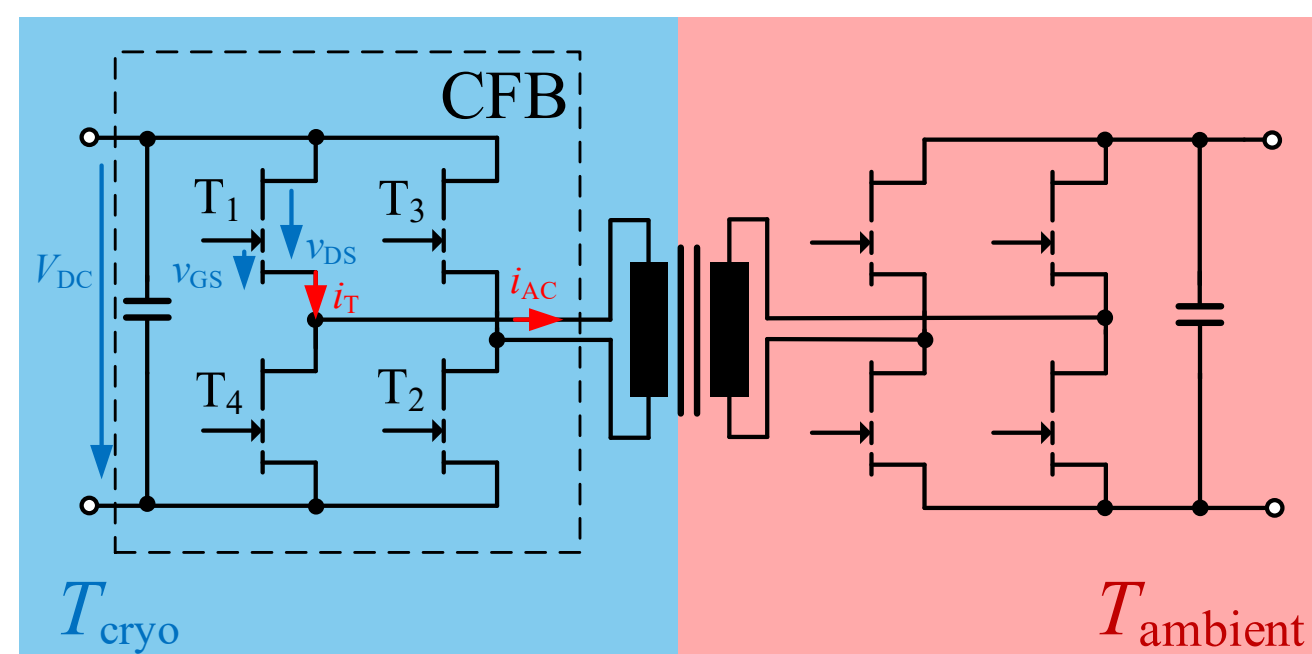 CFB
T1
T3
VDC
vGS
vDS
iT
iAC
T4
T2
Tcryo
Tambient